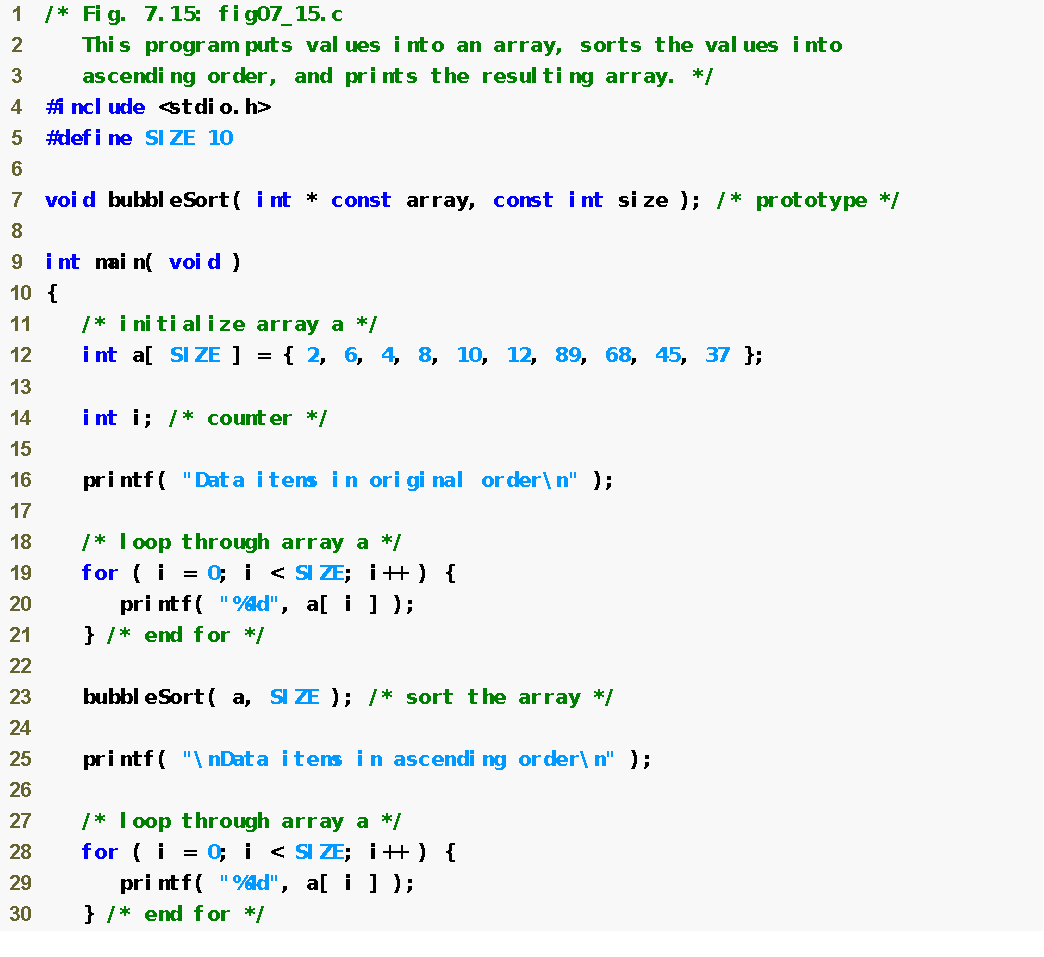 1 /* Fig. 7.15: fig07_15.c
2 This program puts values into an array, sorts the values into
3 ascending order, and prints the resulting array. */
4 #include <stdio.h>
5 #define SIZE 10
6
7 void bubbleSort( int * const array, const int size ); /* prototype */
8
9 int main( void )
10 {
11 /* initialize array a */
12 int a[ SIZE ] = { 2, 6, 4, 8, 10, 12, 89, 68, 45, 37 };
13
14 int i; /* counter */
15
16 printf( "Data items in original order\n" );
17
18 /* loop through array a */
19 for ( i = 0; i < SIZE; i++ ) {
20 printf( "%4d", a[ i ] );
21 } /* end for */
22
23 bubbleSort( a, SIZE ); /* sort the array */
24
25 printf( "\nData items in ascending order\n" );
26
27 /* loop through array a */
28 for ( i = 0; i < SIZE; i++ ) {
29 printf( "%4d", a[ i ] );
30 } /* end for */